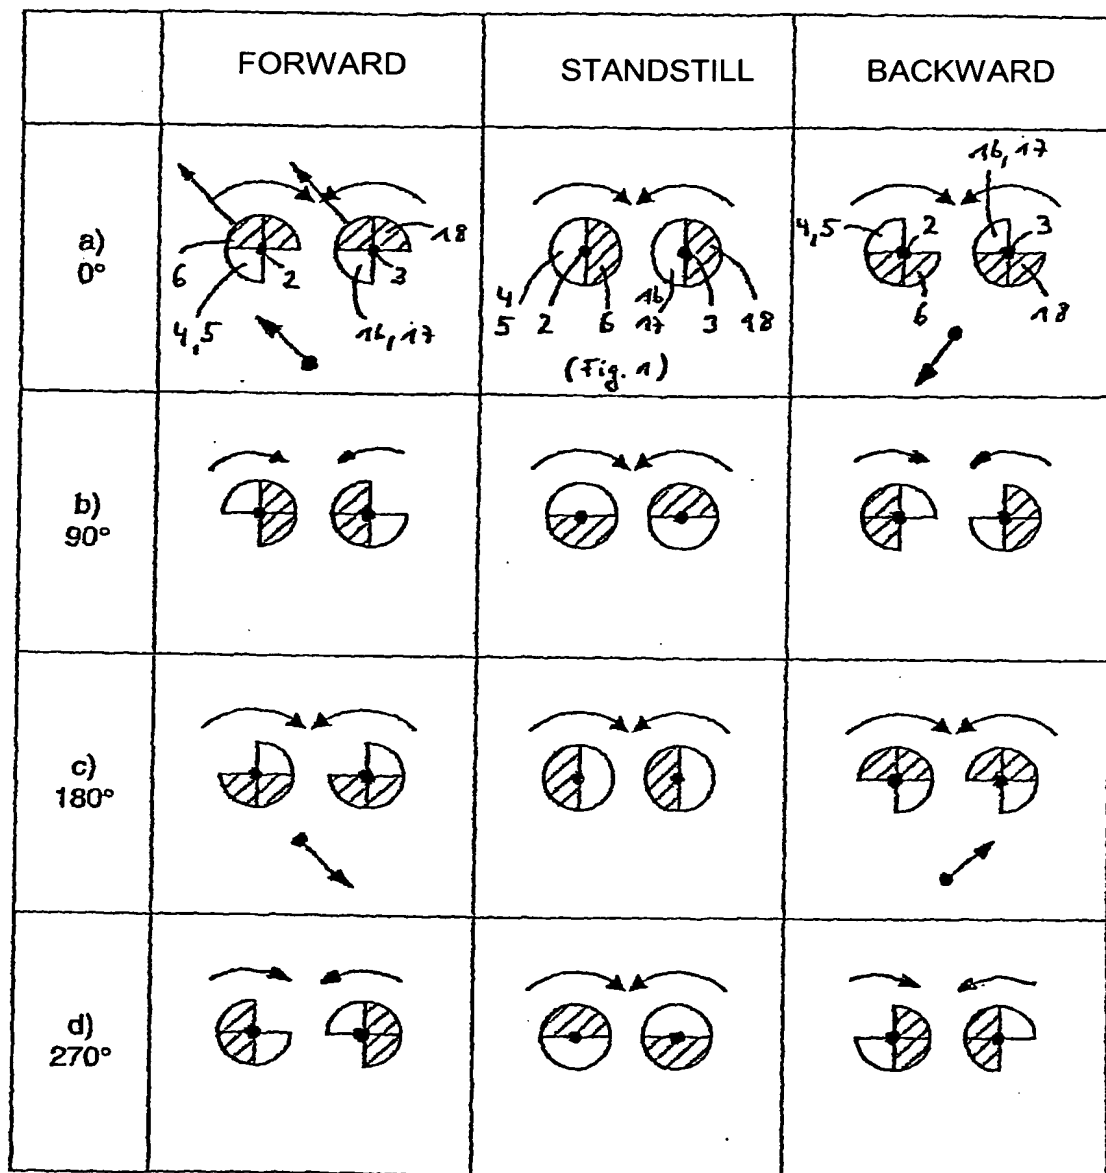 FORWARD STANDSTILL BACKWARD
a)
0°
6 2 3 18
4,5 16,17
4
5 2 6 16
17 3 18
(Fig. 1)
16,17
4,5 2 3
6 18
b)
90°
c)
180°
d)
270°